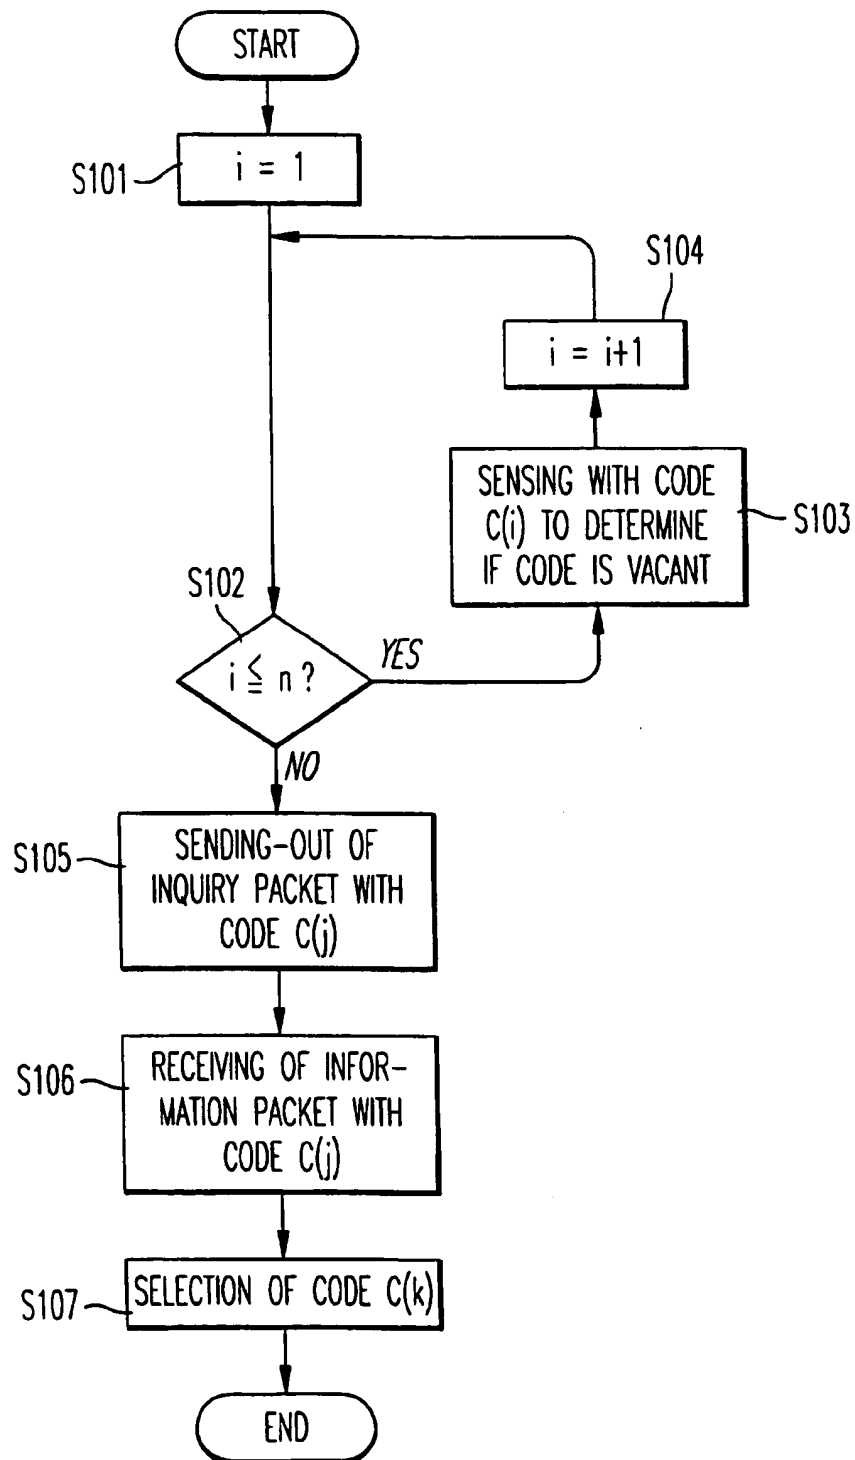 START
S101
i = 1
S104
i = i+1
SENSING WITH CODE
C(i) TO DETERMINE
IF CODE IS VACANT
S103
S102
i ≦ n ?
YES
NO
S105
SENDING-OUT OF
INQUIRY PACKET WITH
CODE C(j)
S106
RECEIVING OF INFOR-
MATION PACKET WITH
CODE C(j)
S107
SELECTION OF CODE C(k)
END